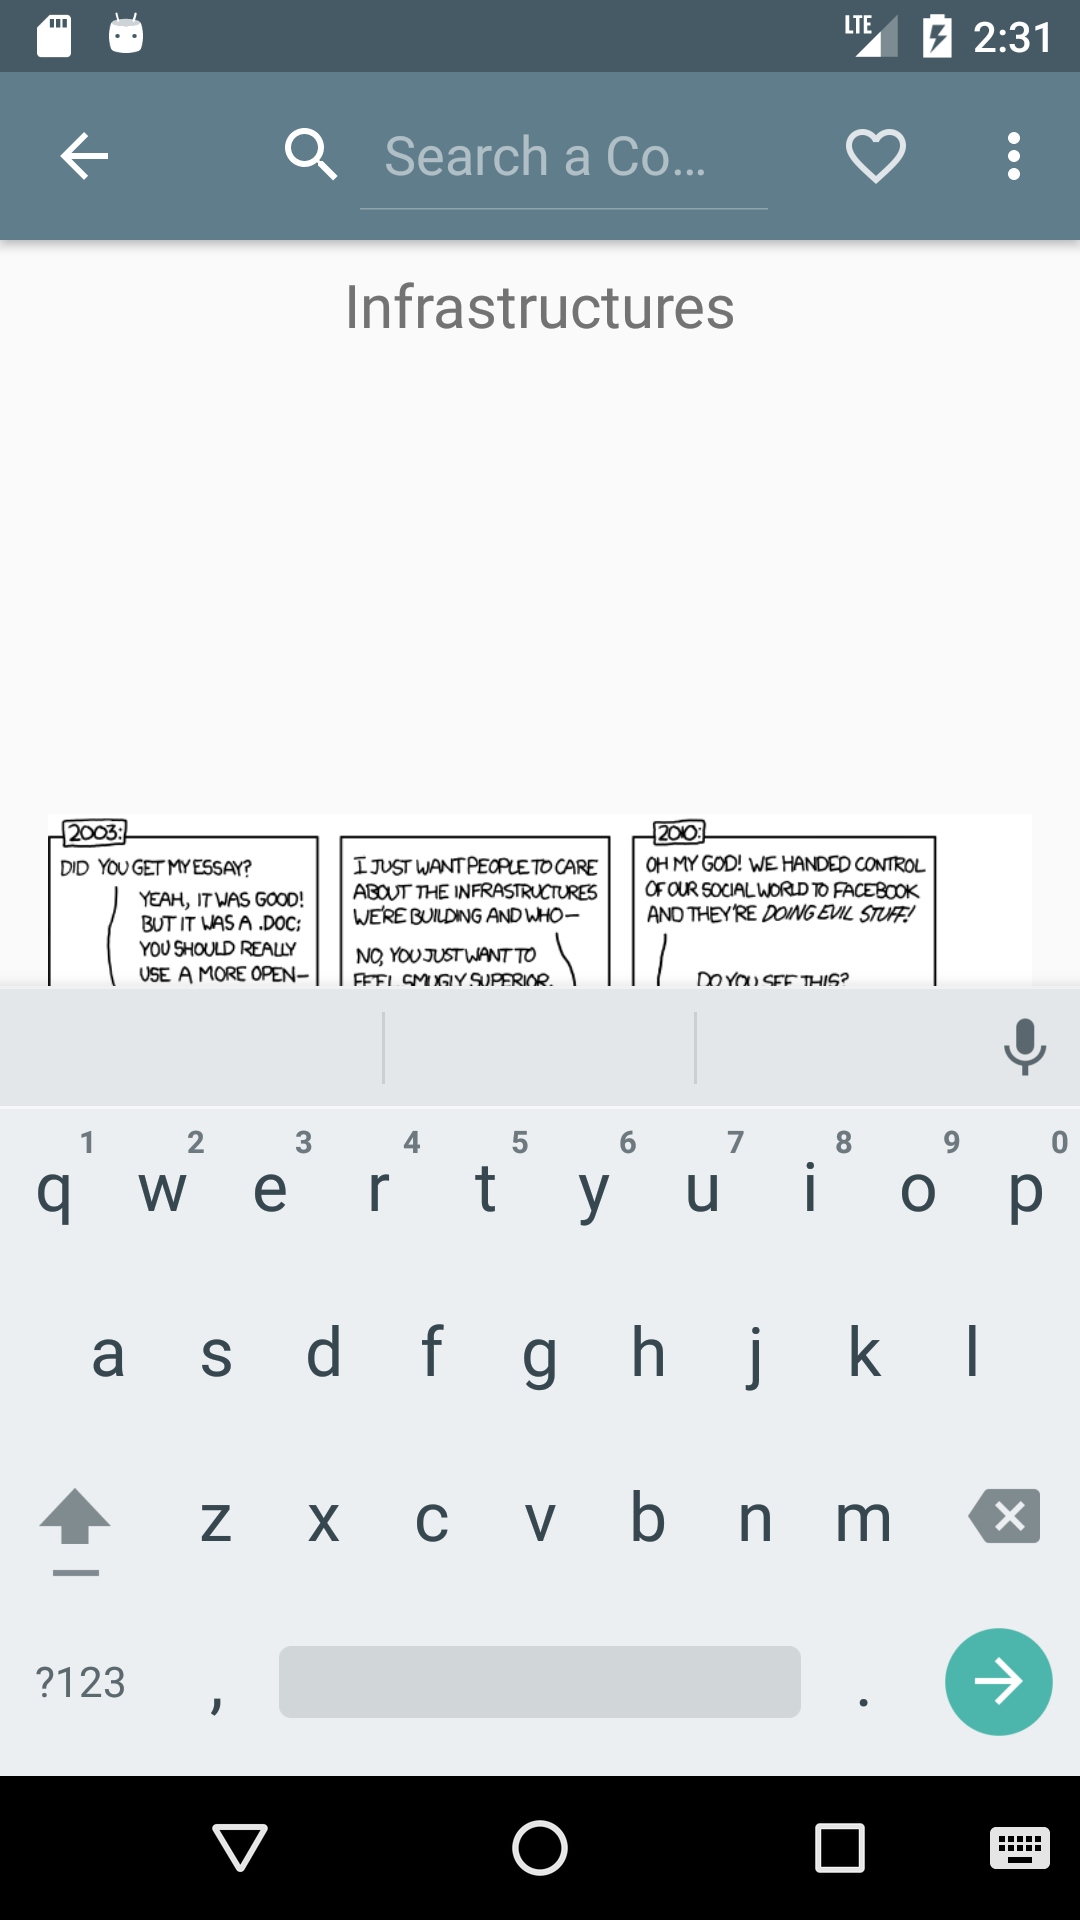 LTE 2:31
Search a Co...
Infrastructures
2003:
DID YOU GET MY ESSAY?
YEAH, IT WAS GOOD!
BUT IT WAS A .DOC;
YOU SHOULD REALLY
USE A MORE OPEN—
I JUST WANT PEOPLE TO CARE
ABOUT THE INFRASTRUCTURES
WE'RE BUILDING AND WHO—
NO, YOU JUST WANT TO
FEEL SMUGLY SUPERIOR.
2010:
OH MY GOD! WE HANDED CONTROL
OF OUR SOCIAL WORLD TO FACEBOOK
AND THEY'RE DOING EVIL STUFF!
DO YOU SEE THIS?
1 2 3 4 5 6 7 8 9 0
q w e r t y u i o p
a s d f g h j k l
z x c v b n m
?123 , .